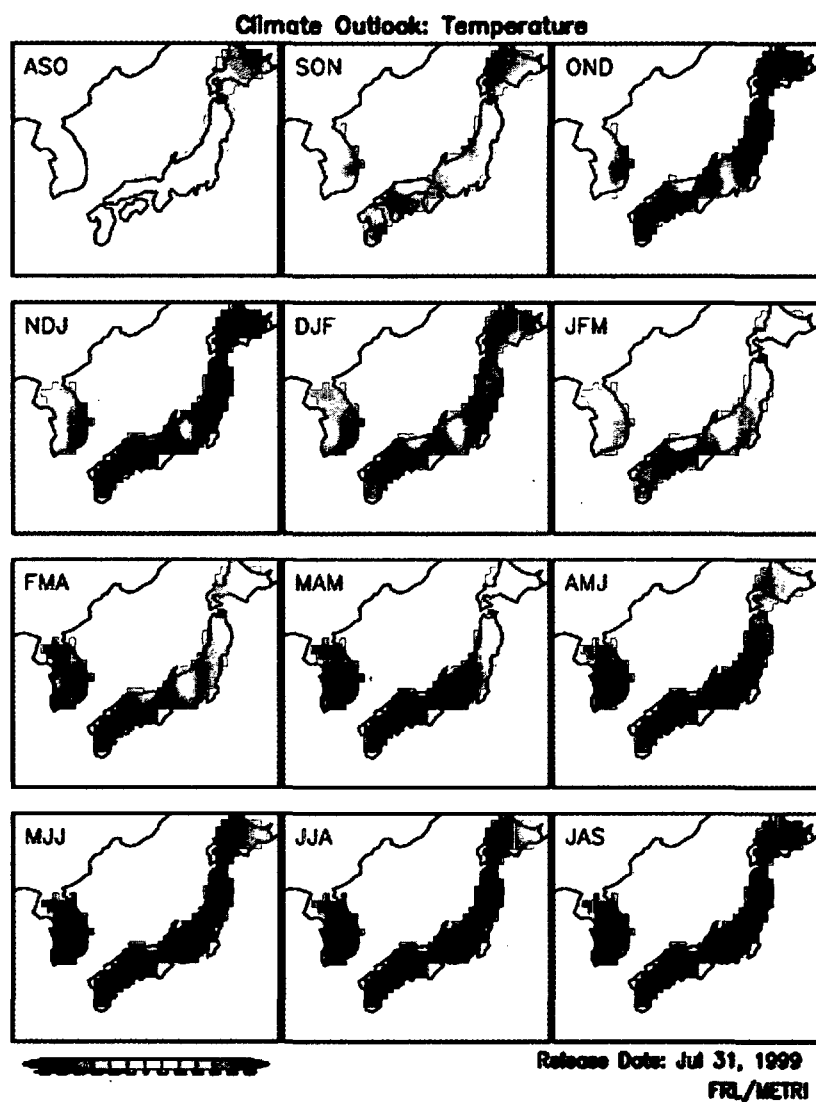 Climate Outlook: Temperature
ASO
SON
OND
NDJ
DJF
JFM
FMA
MAM
AMJ
MJJ
JJA
JAS
Release Date: Jul 31, 1999
FRL/METRI